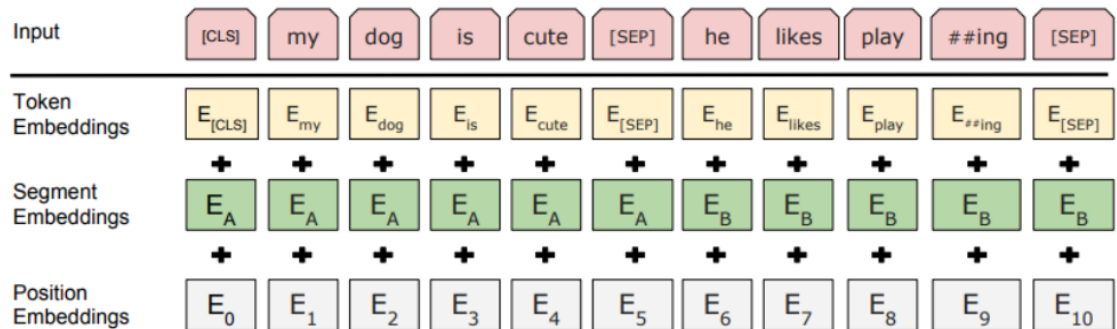 Input [CLS] my dog is cute [SEP] he likes play ##ing [SEP]
Token
Embeddings
E[CLS] Emy Edog Eis Ecute E[SEP] Ehe Elikes Eplay E##ing E[SEP]
+ + + + + + + + + + +
Segment
Embeddings
EA EA EA EA EA EA EB EB EB EB EB
+ + + + + + + + + + +
Position
Embeddings
E0 E1 E2 E3 E4 E5 E6 E7 E8 E9 E10